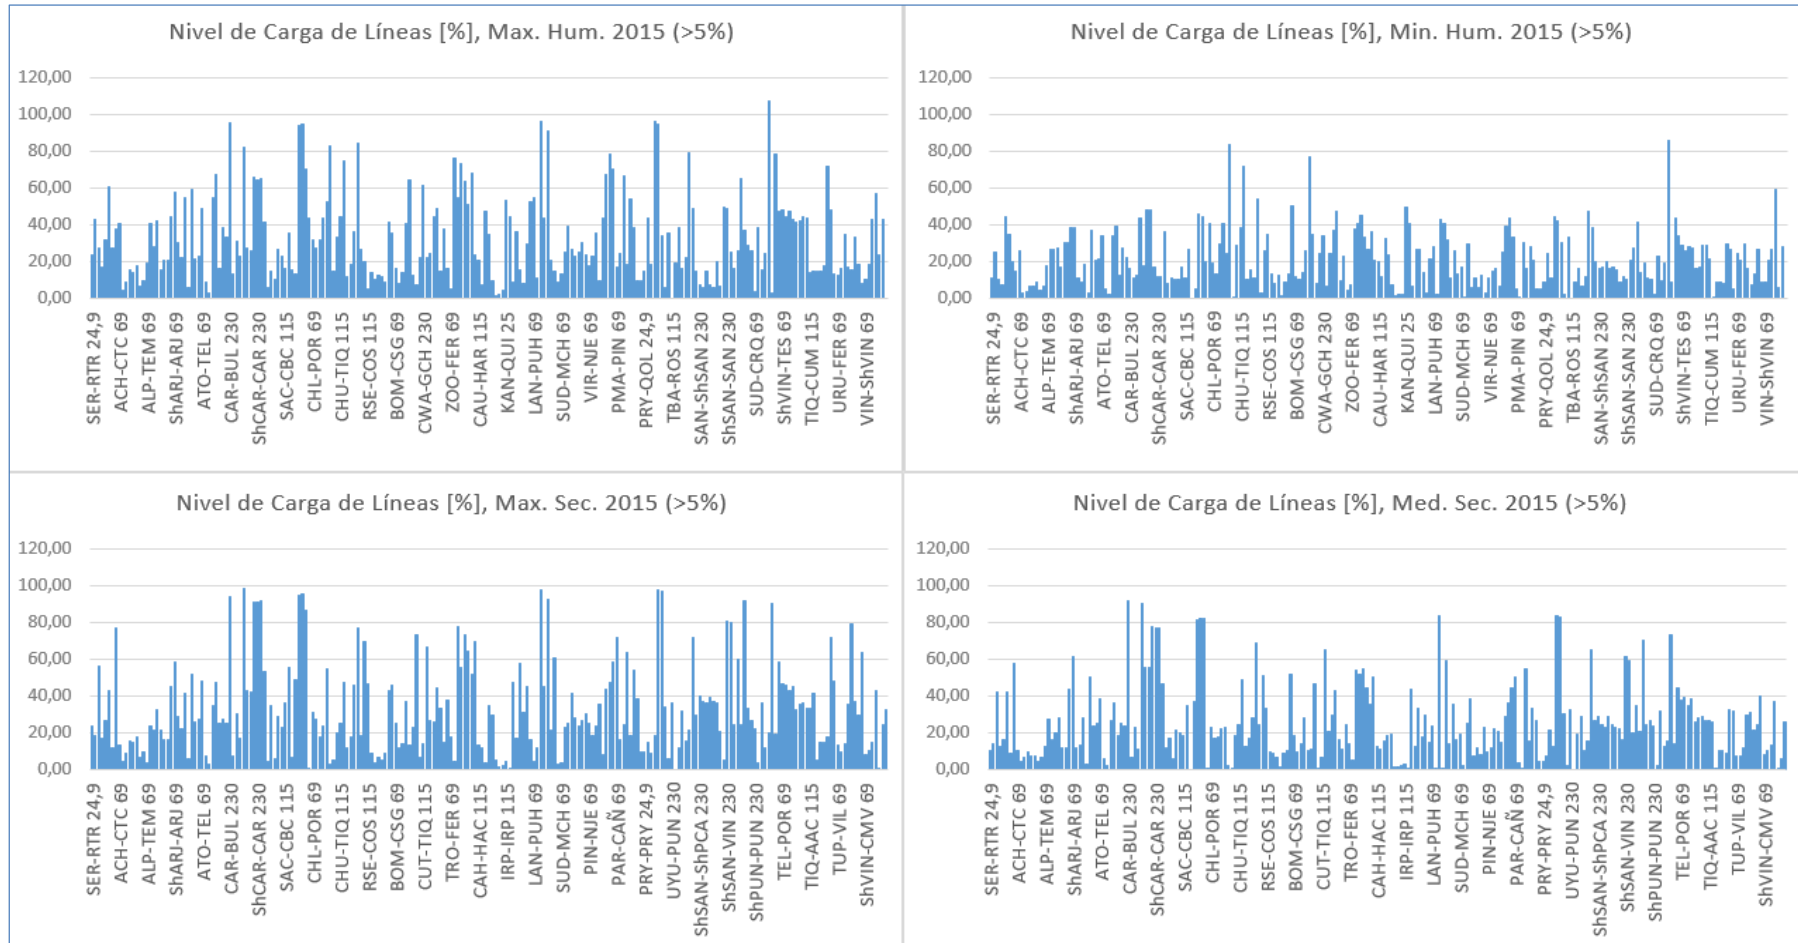 Nivel de Carga de Líneas [%], Max. Hum. 2015 (>5%)
120,00
100,00
80,00
60,00
40,00
20,00
0,00
SER-RTR 24,9
ACH-CTC 69
ALP-TEM 69
ShARJ-ARJ 69
ATO-TEL 69
CAR-BUL 230
ShCAR-CAR 230
SAC-CBC 115
CHL-POR 69
CHU-TIQ 115
RSE-COS 115
BOM-CSG 69
CWA-GCH 230
ZOO-FER 69
CAU-HAR 115
KAN-QUI 25
LAN-PUH 69
SUD-MCH 69
VIR-NJE 69
PMA-PIN 69
PRY-QOL 24,9
TBA-ROS 115
SAN-ShSAN 230
ShSAN-SAN 230
SUD-CRQ 69
ShVIN-TES 69
TIQ-CUM 115
URU-FER 69
VIN-ShVIN 69
Nivel de Carga de Líneas [%], Min. Hum. 2015 (>5%)
120,00
100,00
80,00
60,00
40,00
20,00
0,00
SER-RTR 24,9
ACH-CTC 69
ALP-TEM 69
ShARJ-ARJ 69
ATO-TEL 69
CAR-BUL 230
ShCAR-CAR 230
SAC-CBC 115
CHL-POR 69
CHU-TIQ 115
RSE-COS 115
BOM-CSG 69
CWA-GCH 230
ZOO-FER 69
CAU-HAR 115
KAN-QUI 25
LAN-PUH 69
SUD-MCH 69
VIR-NJE 69
PMA-PIN 69
PRY-QOL 24,9
TBA-ROS 115
SAN-ShSAN 230
ShSAN-SAN 230
SUD-CRQ 69
ShVIN-TES 69
TIQ-CUM 115
URU-FER 69
VIN-ShVIN 69
Nivel de Carga de Líneas [%], Max. Sec. 2015 (>5%)
120,00
100,00
80,00
60,00
40,00
20,00
0,00
SER-RTR 24,9
ACH-CTC 69
ALP-TEM 69
ShARJ-ARJ 69
ATO-TEL 69
CAR-BUL 230
ShCAR-CAR 230
SAC-CBC 115
CHL-POR 69
CHU-TIQ 115
RSE-COS 115
BOM-CSG 69
CUT-TIQ 115
TRO-FER 69
CAH-HAC 115
IRP-IRP 115
LAN-PUH 69
SUD-MCH 69
PIN-NJE 69
PAR-CAÑ 69
PRY-PRY 24,9
UYU-PUN 230
ShSAN-ShPCA 230
ShSAN-VIN 230
ShPUN-PUN 230
TEL-POR 69
TIQ-AAC 115
TUP-VIL 69
ShVIN-CMV 69
Nivel de Carga de Líneas [%], Med. Sec. 2015 (>5%)
120,00
100,00
80,00
60,00
40,00
20,00
0,00
SER-RTR 24,9
ACH-CTC 69
ALP-TEM 69
ShARJ-ARJ 69
ATO-TEL 69
CAR-BUL 230
ShCAR-CAR 230
SAC-CBC 115
CHL-POR 69
CHU-TIQ 115
RSE-COS 115
BOM-CSG 69
CUT-TIQ 115
TRO-FER 69
CAH-HAC 115
IRP-IRP 115
LAN-PUH 69
SUD-MCH 69
PIN-NJE 69
PAR-CAÑ 69
PRY-PRY 24,9
UYU-PUN 230
ShSAN-ShPCA 230
ShSAN-VIN 230
ShPUN-PUN 230
TEL-POR 69
TIQ-AAC 115
TUP-VIL 69
ShVIN-CMV 69